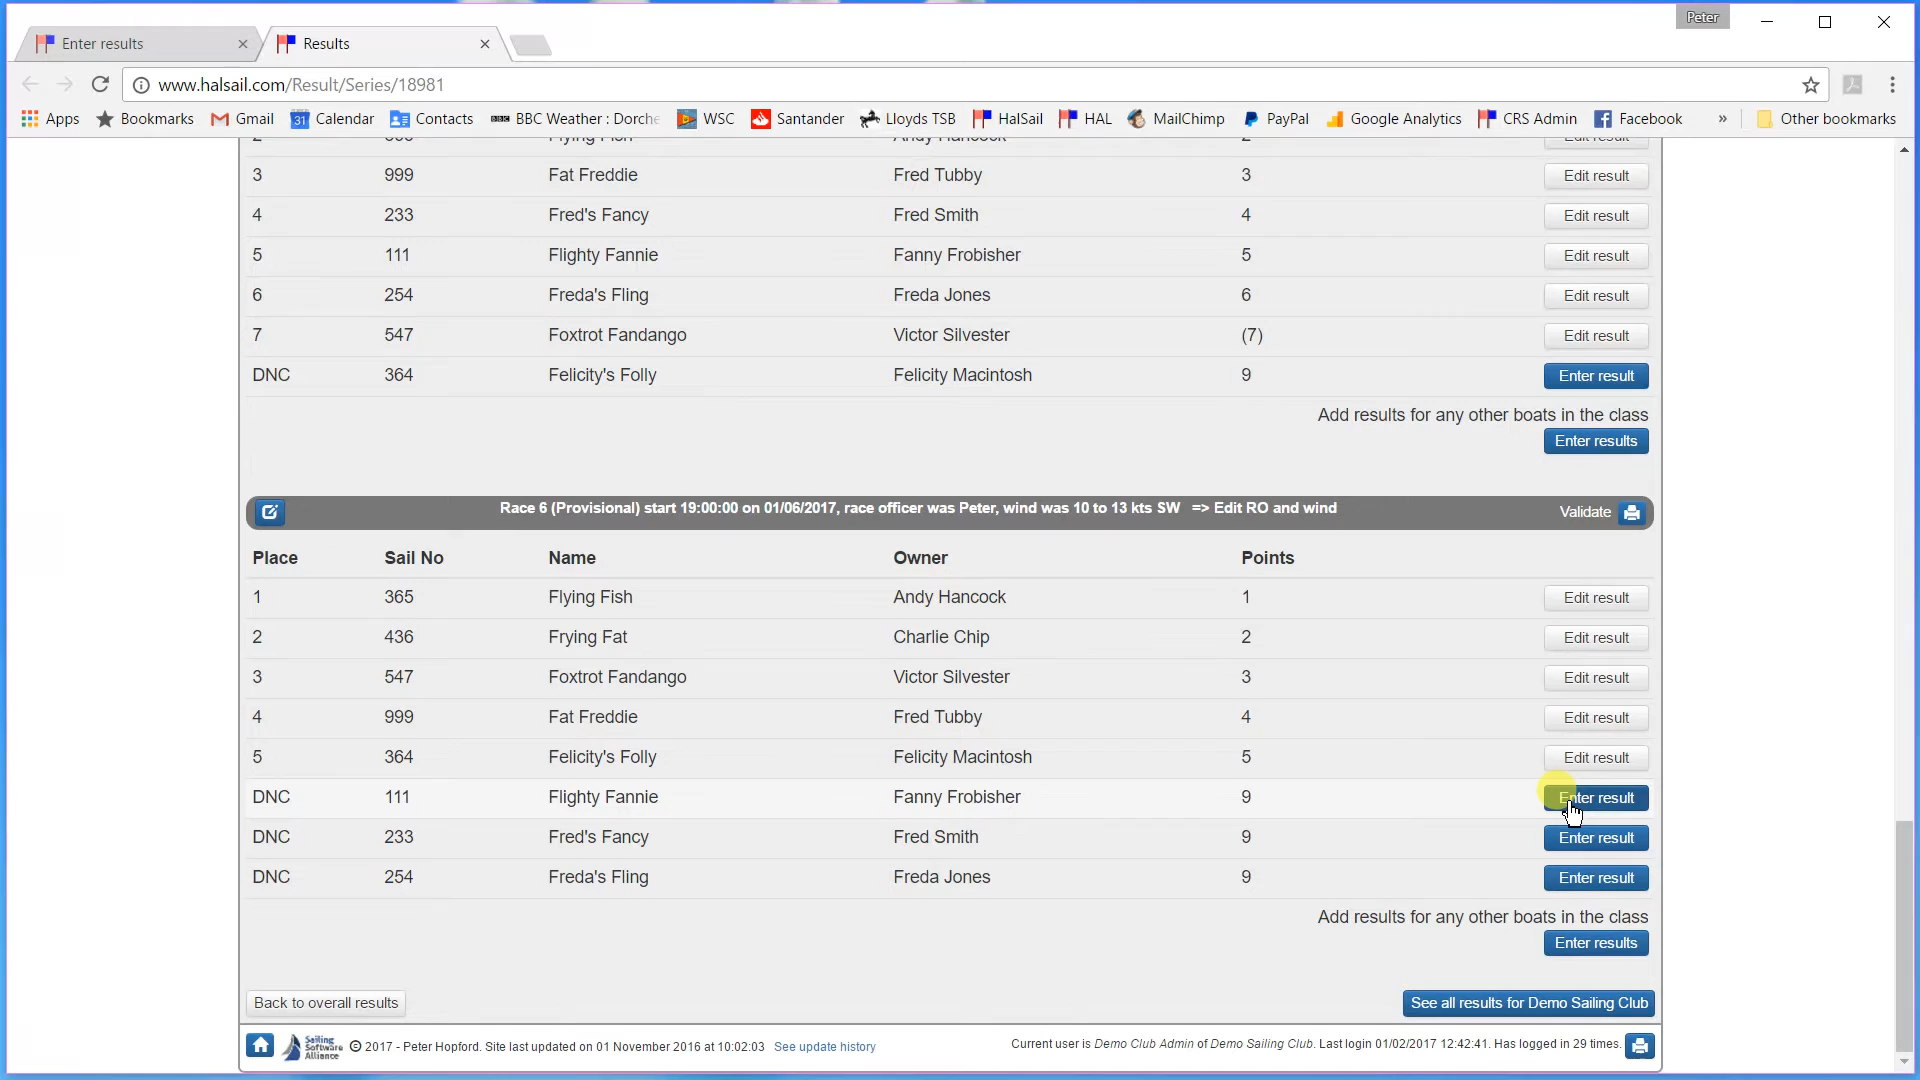 Peter
Enter results
Results
www.halsail.com/Result/Series/18981
Apps Bookmarks Gmail 31 Calendar Contacts BBC BBC Weather : Dorche WSC Santander Lloyds TSB HalSail HAL MailChimp PayPal Google Analytics CRS Admin Facebook » Other bookmarks
2 Flying Fish Andy Hancock 2 Edit result
3 999 Fat Freddie Fred Tubby 3 Edit result
4 233 Fred's Fancy Fred Smith 4 Edit result
5 111 Flighty Fannie Fanny Frobisher 5 Edit result
6 254 Freda's Fling Freda Jones 6 Edit result
7 547 Foxtrot Fandango Victor Silvester (7) Edit result
DNC 364 Felicity's Folly Felicity Macintosh 9 Enter result
Add results for any other boats in the class
Enter results
Race 6 (Provisional) start 19:00:00 on 01/06/2017, race officer was Peter, wind was 10 to 13 kts SW => Edit RO and wind Validate
Place Sail No Name Owner Points
1 365 Flying Fish Andy Hancock 1 Edit result
2 436 Frying Fat Charlie Chip 2 Edit result
3 547 Foxtrot Fandango Victor Silvester 3 Edit result
4 999 Fat Freddie Fred Tubby 4 Edit result
5 364 Felicity's Folly Felicity Macintosh 5 Edit result
DNC 111 Flighty Fannie Fanny Frobisher 9 Enter result
DNC 233 Fred's Fancy Fred Smith 9 Enter result
DNC 254 Freda's Fling Freda Jones 9 Enter result
Add results for any other boats in the class
Enter results
Back to overall results See all results for Demo Sailing Club
Sailing Software Alliance © 2017 - Peter Hopford. Site last updated on 01 November 2016 at 10:02:03 See update history Current user is Demo Club Admin of Demo Sailing Club. Last login 01/02/2017 12:42:41. Has logged in 29 times.